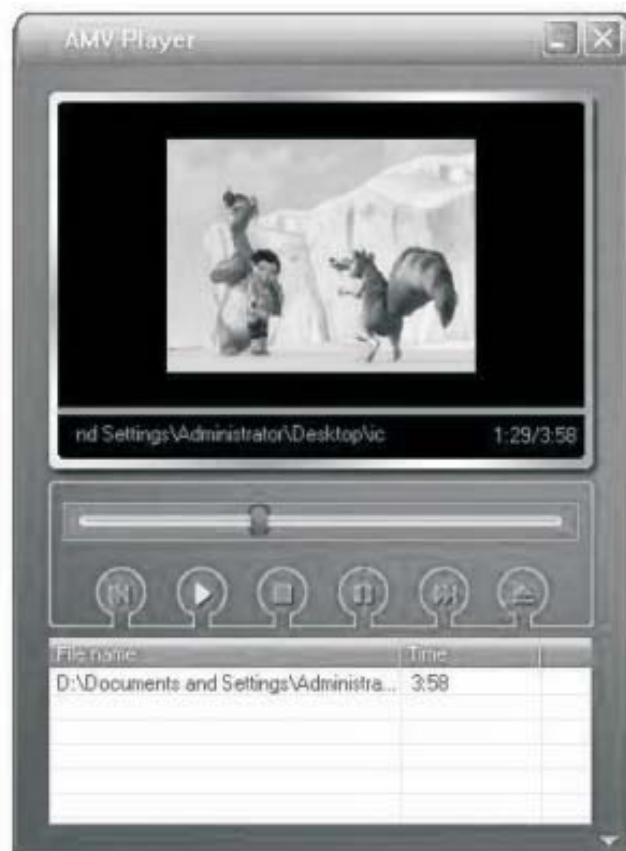 AMV Player
nd Settings\Administrator\Desktop\ic 1:29/3:58
File name Time
D:\Documents and Settings\Administra... 3:58